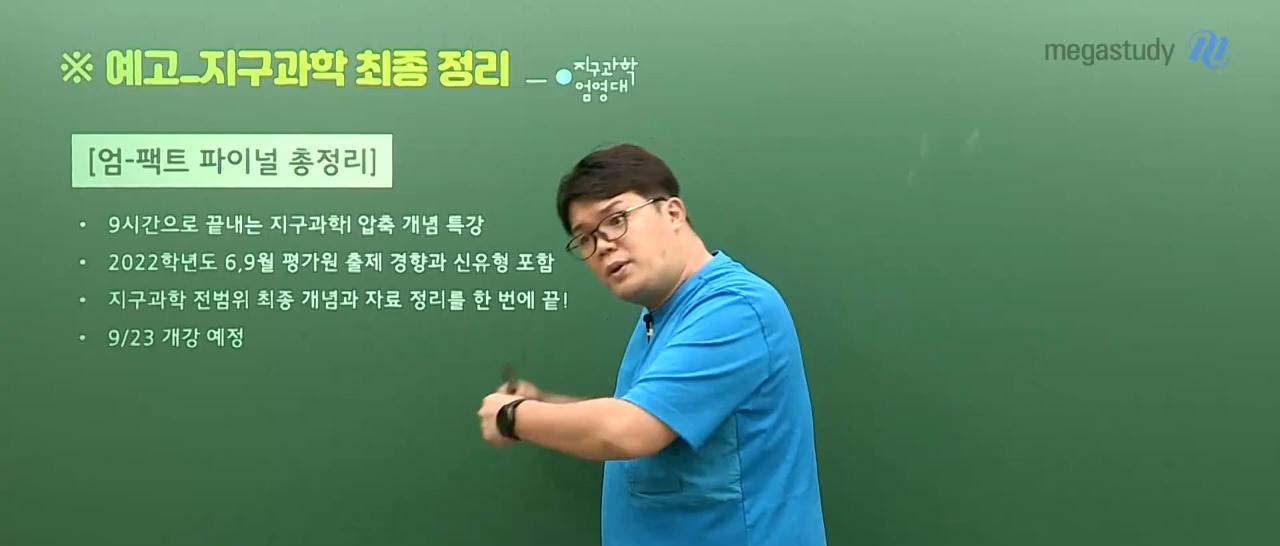 ※ 예고_지구과학 최종 정리
지구과학
엄영대
megastudy
[엄-팩트 파이널 총정리]
• 9시간으로 끝내는 지구과학I 압축 개념 특강
• 2022학년도 6,9월 평가원 출제 경향과 신유형 포함
• 지구과학 전범위 최종 개념과 자료 정리를 한 번에 끝!
• 9/23 개강 예정